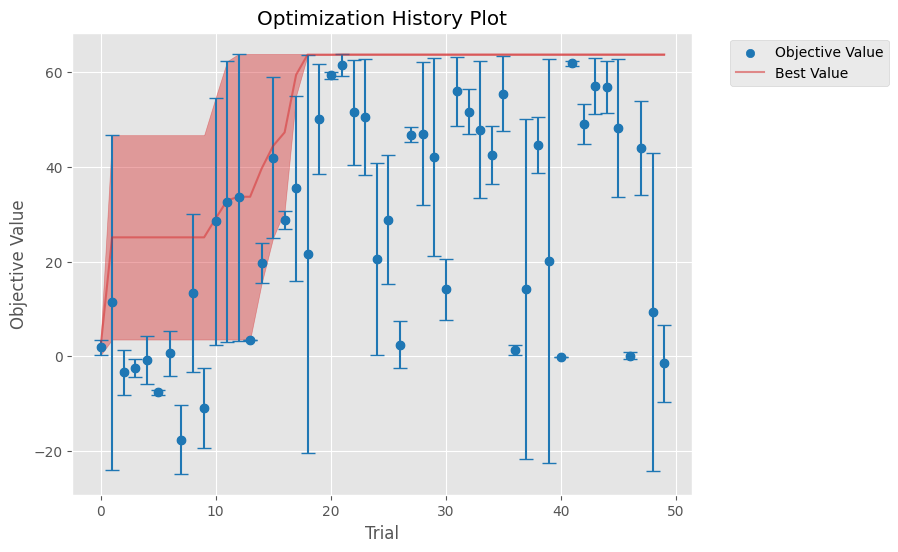 Optimization History Plot
Objective Value
Best Value
Objective Value
60
40
20
0
−20
0 10 20 30 40 50
Trial